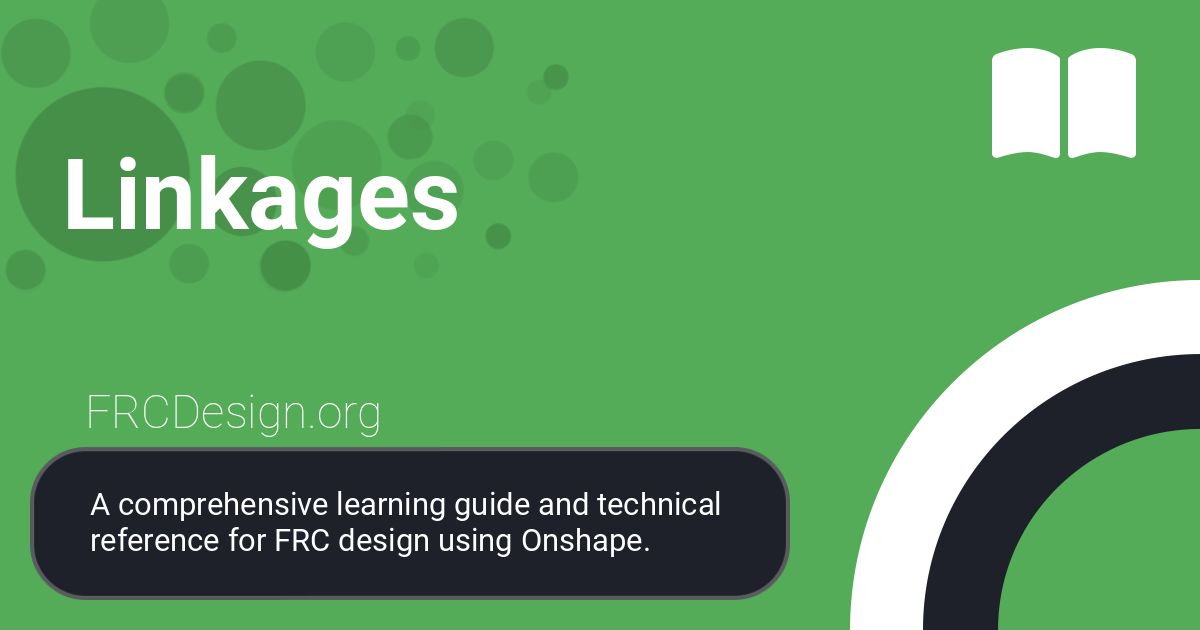 Linkages
FRCDesign.org
A comprehensive learning guide and technical
reference for FRC design using Onshape.